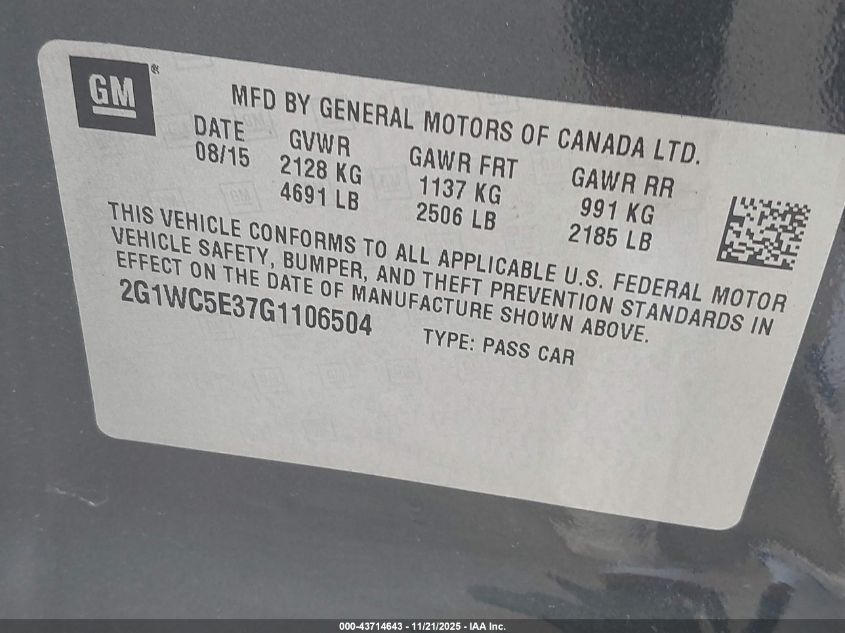 GM®
MFD BY GENERAL MOTORS OF CANADA LTD.
DATE GVWR GAWR FRT GAWR RR
08/15 2128 KG 1137 KG 991 KG
4691 LB 2506 LB 2185 LB
THIS VEHICLE CONFORMS TO ALL APPLICABLE U.S. FEDERAL MOTOR
VEHICLE SAFETY, BUMPER, AND THEFT PREVENTION STANDARDS IN
EFFECT ON THE DATE OF MANUFACTURE SHOWN ABOVE.
2G1WC5E37G1106504 TYPE: PASS CAR
000-43714643 - 11/21/2025 - IAA Inc.